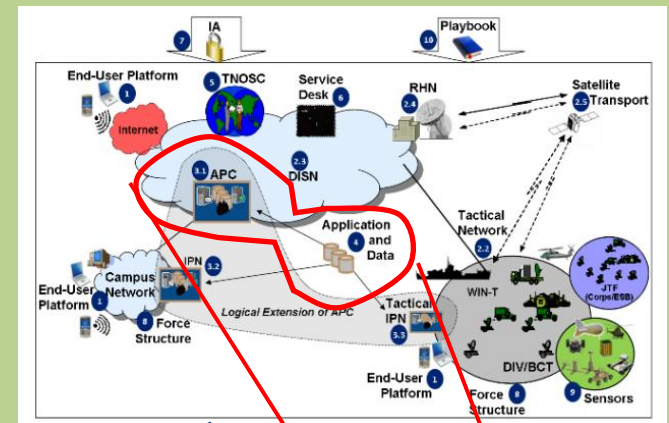 7
IA
10
Playbook
End-User Platform
1
Internet
5 TNOSC
Service
Desk 6
RHN
2.4
Satellite
2.5 Transport
3.1
APC
2.3
DISN
Application
4 and
Data
Tactical
Network
2.2
IPN
3.2
Campus
Network
End-User
Platform 1
8 Force
Structure
Logical Extension of APC
Tactical
IPN
3.3
End-User 1
Platform
WIN-T
JTF
(Corps/ESB)
DIV/BCT
Force 8
Structure
9 Sensors